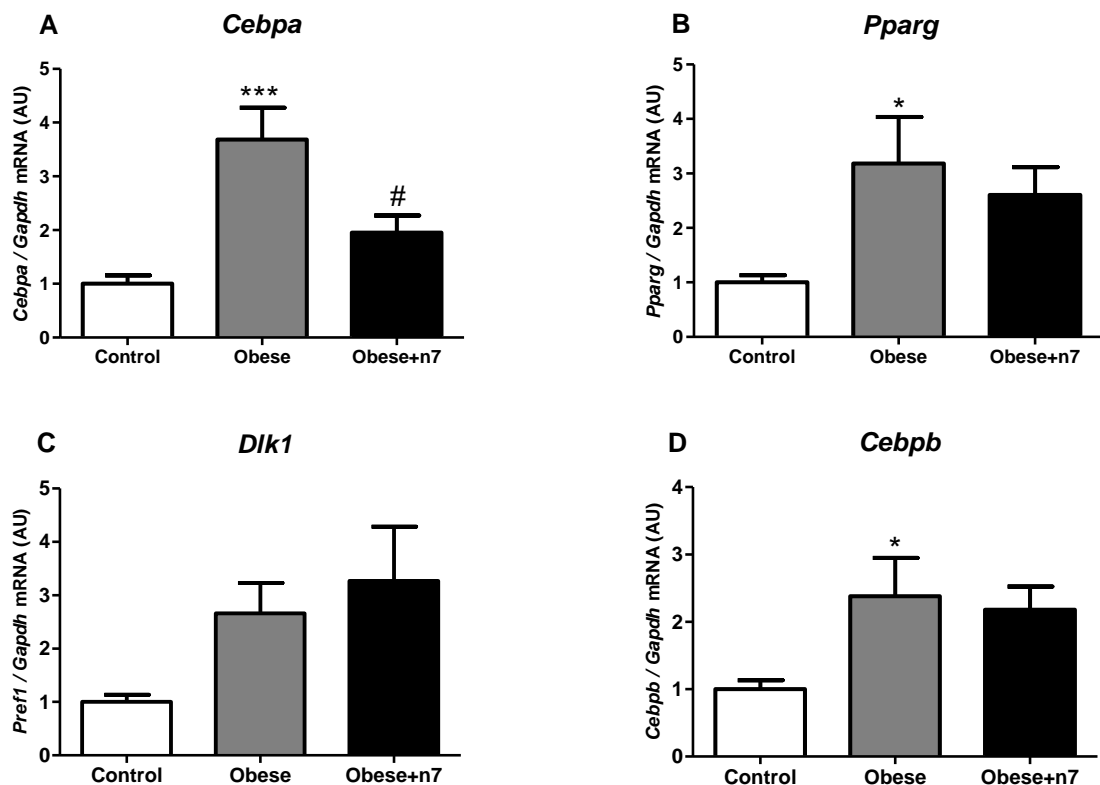 A
Cebpa
Cebpa / Gapdh mRNA (AU)
5
4
3
2
1
0
***
#
Control
Obese
Obese+n7
B
Pparg
Pparg / Gapdh mRNA (AU)
5
4
3
2
1
0
*
Control
Obese
Obese+n7
C
Dlk1
Pref1 / Gapdh mRNA (AU)
5
4
3
2
1
0
Control
Obese
Obese+n7
D
Cebpb
Cebpb / Gapdh mRNA (AU)
4
3
2
1
0
*
Control
Obese
Obese+n7